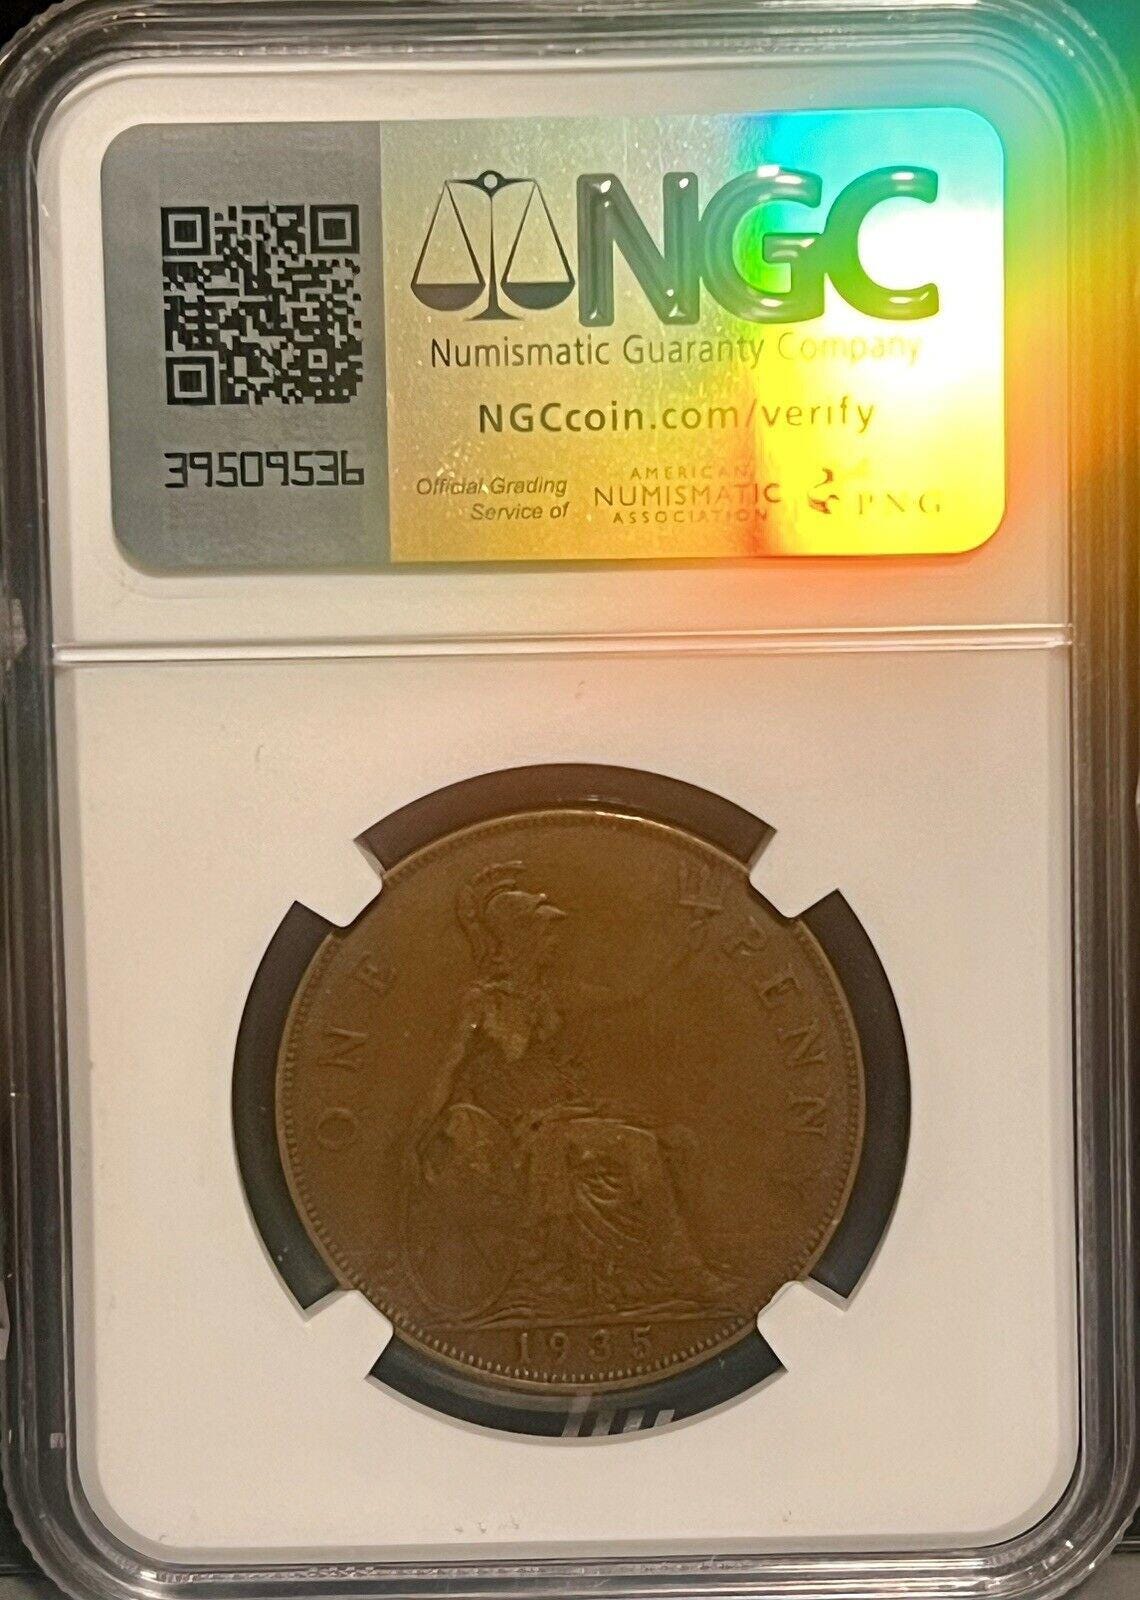 NGC
Numismatic Guaranty Company
NGCcoin.com/verify
39509536
Official Grading
Service of
AMERICAN
NUMISMATIC
ASSOCIATION
PNG
ONE PENNY
1935